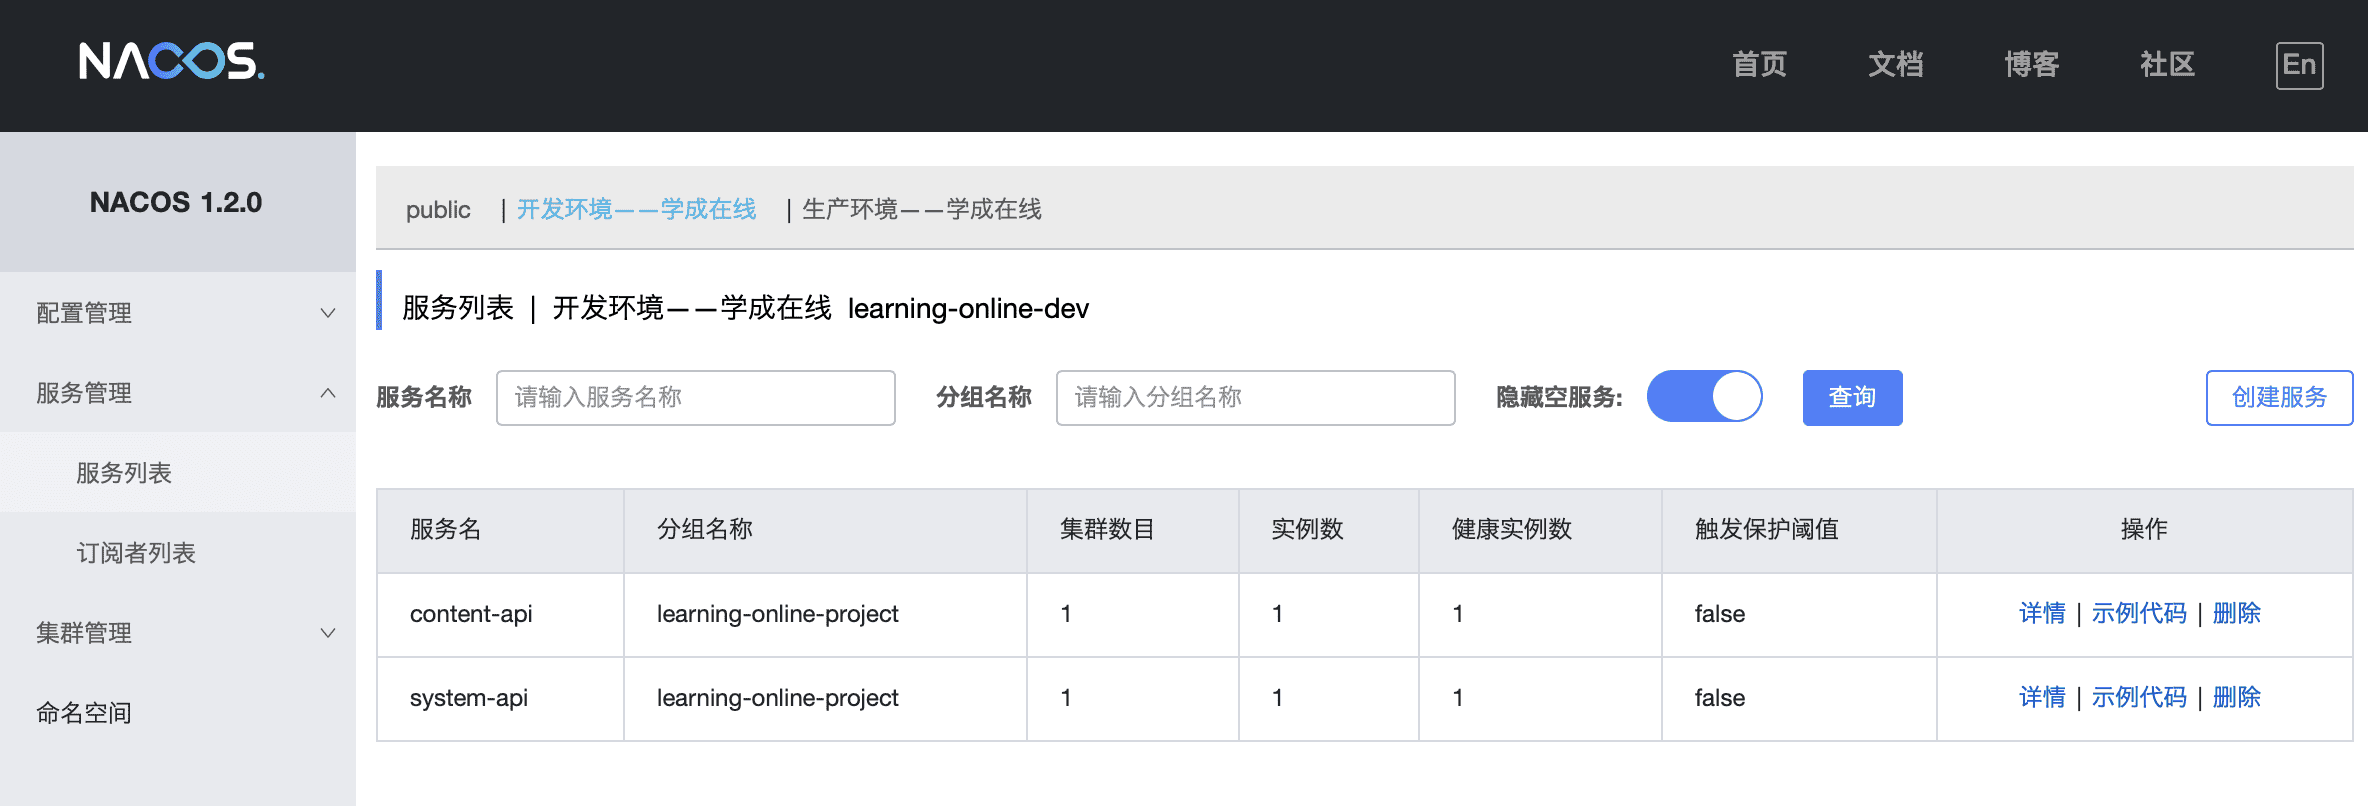 NACOS.
首页 文档 博客 社区 En
NACOS 1.2.0
配置管理
服务管理
服务列表
订阅者列表
集群管理
命名空间
public | 开发环境——学成在线 | 生产环境——学成在线
服务列表 | 开发环境——学成在线 learning-online-dev
服务名称 请输入服务名称 分组名称 请输入分组名称 隐藏空服务: 查询 创建服务
服务名 分组名称 集群数目 实例数 健康实例数 触发保护阈值 操作
content-api learning-online-project 1 1 1 false 详情 | 示例代码 | 删除
system-api learning-online-project 1 1 1 false 详情 | 示例代码 | 删除